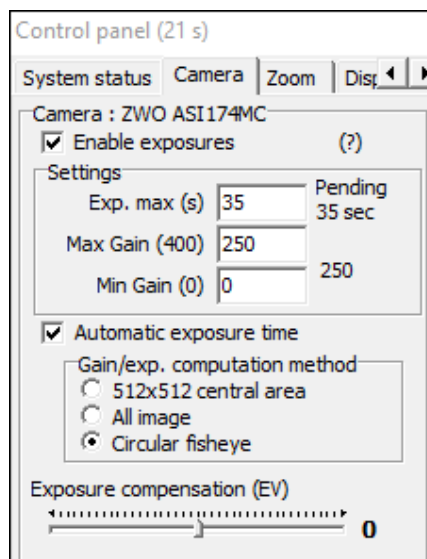 Control panel (21 s)
System status Camera Zoom
Camera : ZWO ASI174MC
Enable exposures (?)
Settings
Exp. max (s) 35 Pending
35 sec
Max Gain (400) 250
Min Gain (0) 0 250
Automatic exposure time
Gain/exp. computation method
512x512 central area
All image
Circular fisheye
Exposure compensation (EV)
0